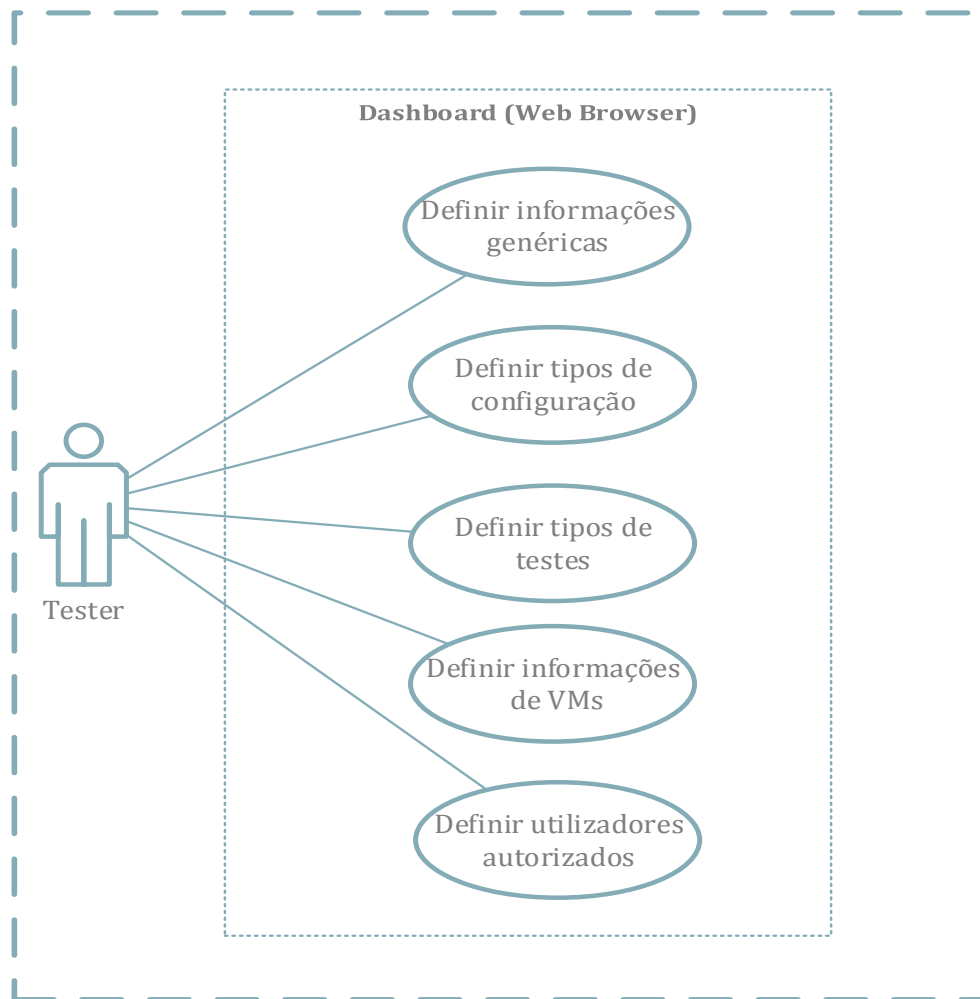 Dashboard (Web Browser)
Definir informações
genéricas
Definir tipos de
configuração
Definir tipos de
testes
Tester
Definir informações
de VMs
Definir utilizadores
autorizados